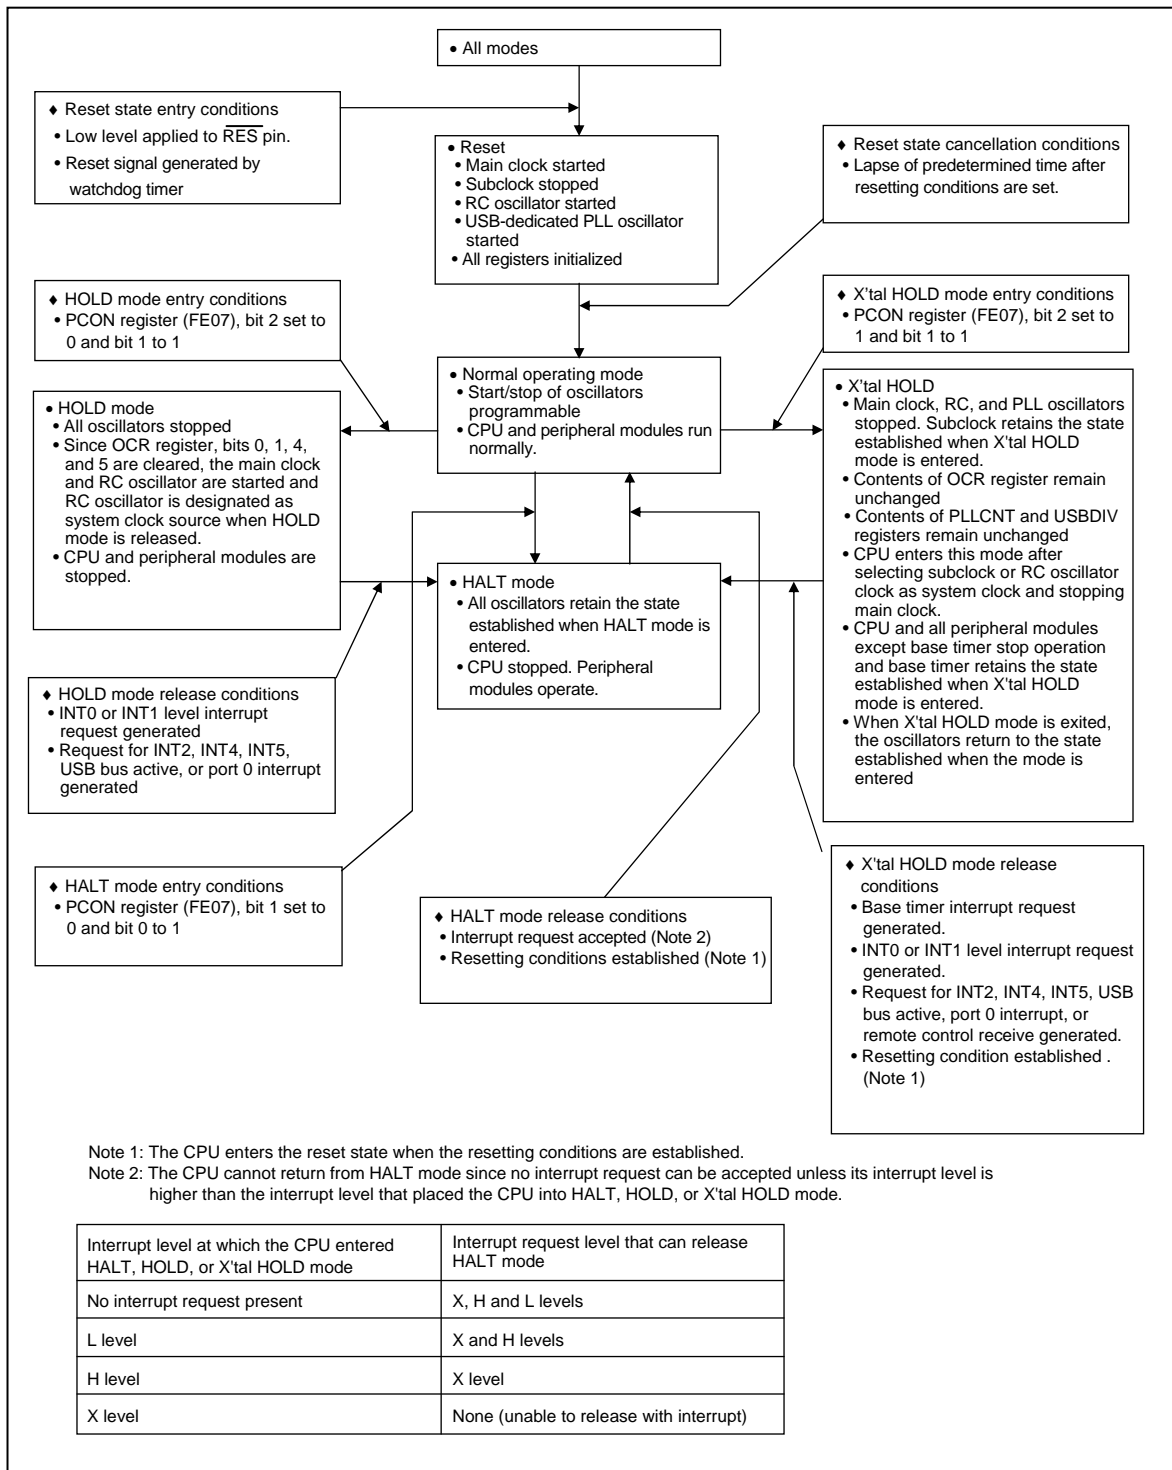 • All modes
♦ Reset state entry conditions
• Low level applied to RES pin.
• Reset signal generated by
watchdog timer
• Reset
• Main clock started
• Subclock stopped
• RC oscillator started
• USB-dedicated PLL oscillator
started
• All registers initialized
♦ Reset state cancellation conditions
• Lapse of predetermined time after
resetting conditions are set.
♦ HOLD mode entry conditions
• PCON register (FE07), bit 2 set to
0 and bit 1 to 1
♦ X'tal HOLD mode entry conditions
• PCON register (FE07), bit 2 set to
1 and bit 1 to 1
• Normal operating mode
• Start/stop of oscillators
programmable
• CPU and peripheral modules run
normally.
• HOLD mode
• All oscillators stopped
• Since OCR register, bits 0, 1, 4,
and 5 are cleared, the main clock
and RC oscillator are started and
RC oscillator is designated as
system clock source when HOLD
mode is released.
• CPU and peripheral modules are
stopped.
• X'tal HOLD
• Main clock, RC, and PLL oscillators
stopped. Subclock retains the state
established when X'tal HOLD
mode is entered.
• Contents of OCR register remain
unchanged
• Contents of PLLCNT and USBDIV
registers remain unchanged
• CPU enters this mode after
selecting subclock or RC oscillator
clock as system clock and stopping
main clock.
• CPU and all peripheral modules
except base timer stop operation
and base timer retains the state
established when X'tal HOLD
mode is entered.
• When X'tal HOLD mode is exited,
the oscillators return to the state
established when the mode is
entered
• HALT mode
• All oscillators retain the state
established when HALT mode is
entered.
• CPU stopped. Peripheral
modules operate.
♦ HOLD mode release conditions
• INT0 or INT1 level interrupt
request generated
• Request for INT2, INT4, INT5,
USB bus active, or port 0 interrupt
generated
♦ HALT mode entry conditions
• PCON register (FE07), bit 1 set to
0 and bit 0 to 1
♦ HALT mode release conditions
• Interrupt request accepted (Note 2)
• Resetting conditions established (Note 1)
♦ X'tal HOLD mode release
conditions
• Base timer interrupt request
generated.
• INT0 or INT1 level interrupt request
generated.
• Request for INT2, INT4, INT5, USB
bus active, port 0 interrupt, or
remote control receive generated.
• Resetting condition established .
(Note 1)
Note 1: The CPU enters the reset state when the resetting conditions are established.
Note 2: The CPU cannot return from HALT mode since no interrupt request can be accepted unless its interrupt level is
higher than the interrupt level that placed the CPU into HALT, HOLD, or X'tal HOLD mode.
Interrupt level at which the CPU entered
HALT, HOLD, or X'tal HOLD mode
Interrupt request level that can release
HALT mode
No interrupt request present
X, H and L levels
L level
X and H levels
H level
X level
X level
None (unable to release with interrupt)